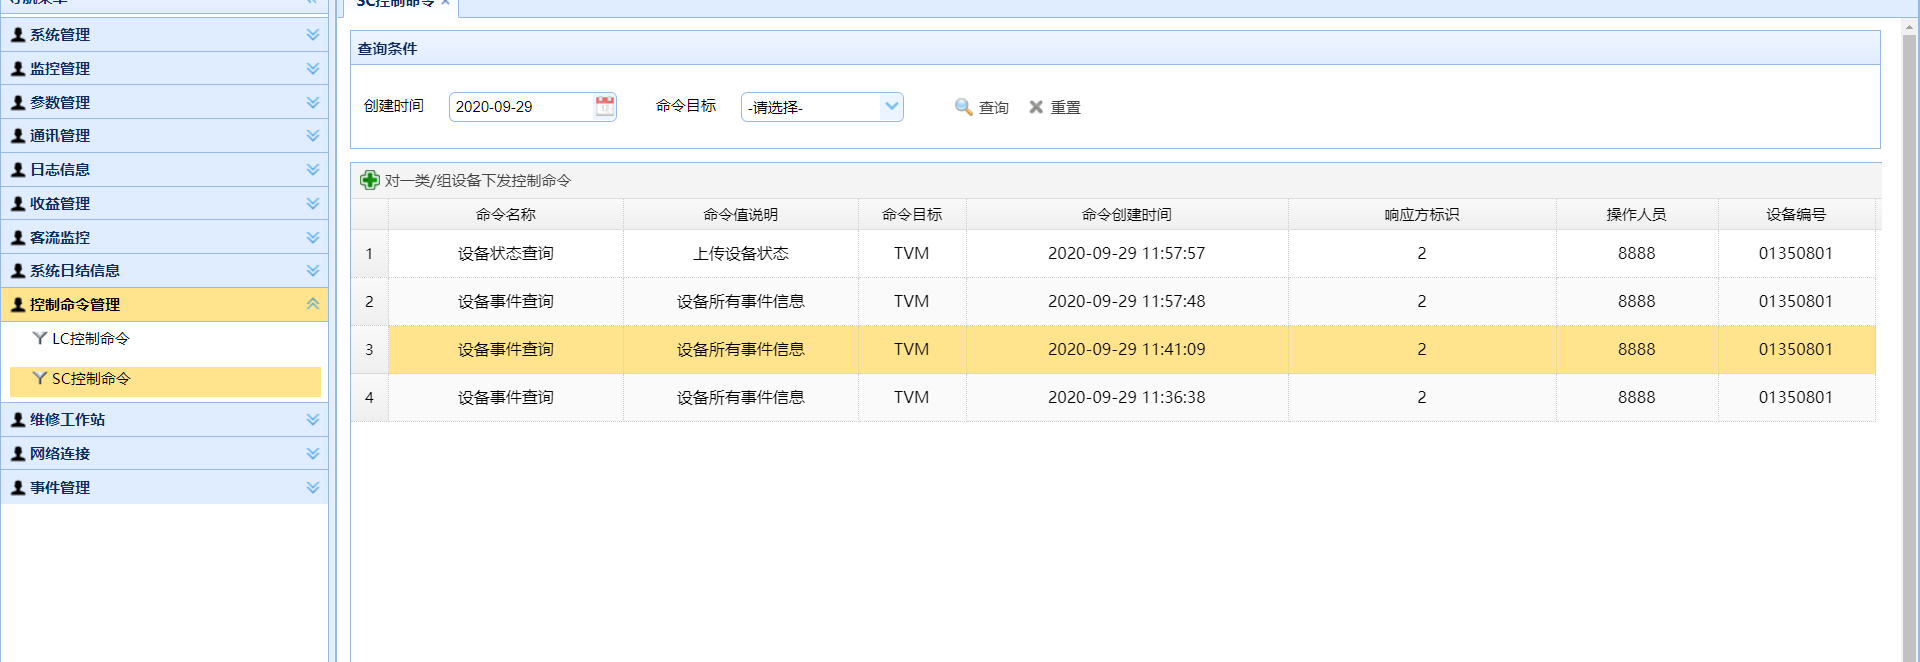 导航菜单
系统管理
监控管理
参数管理
通讯管理
日志信息
收益管理
客流监控
系统日结信息
控制命令管理
LC控制命令
SC控制命令
维修工作站
网络连接
事件管理
SC控制命令 ×
查询条件
创建时间 2020-09-29 命令目标 -请选择- 查询 重置
对一类/组设备下发控制命令
命令名称 命令值说明 命令目标 命令创建时间 响应方标识 操作人员 设备编号
1 设备状态查询 上传设备状态 TVM 2020-09-29 11:57:57 2 8888 01350801
2 设备事件查询 设备所有事件信息 TVM 2020-09-29 11:57:48 2 8888 01350801
3 设备事件查询 设备所有事件信息 TVM 2020-09-29 11:41:09 2 8888 01350801
4 设备事件查询 设备所有事件信息 TVM 2020-09-29 11:36:38 2 8888 01350801